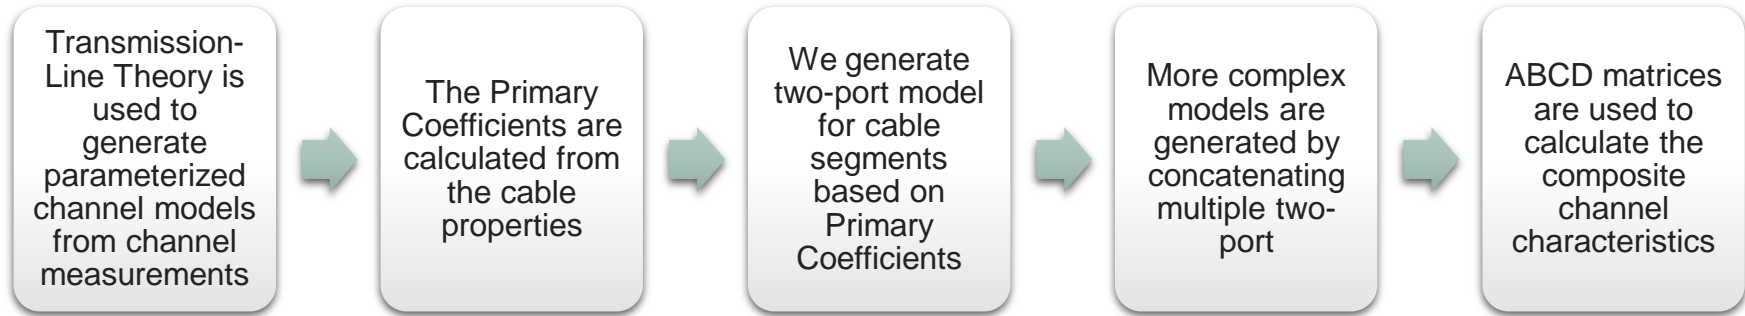 Transmission-
Line Theory is
used to
generate
parameterized
channel models
from channel
measurements
The Primary
Coefficients are
calculated from
the cable
properties
We generate
two-port model
for cable
segments
based on
Primary
Coefficients
More complex
models are
generated by
concatenating
multiple two-
port
ABCD matrices
are used to
calculate the
composite
channel
characteristics